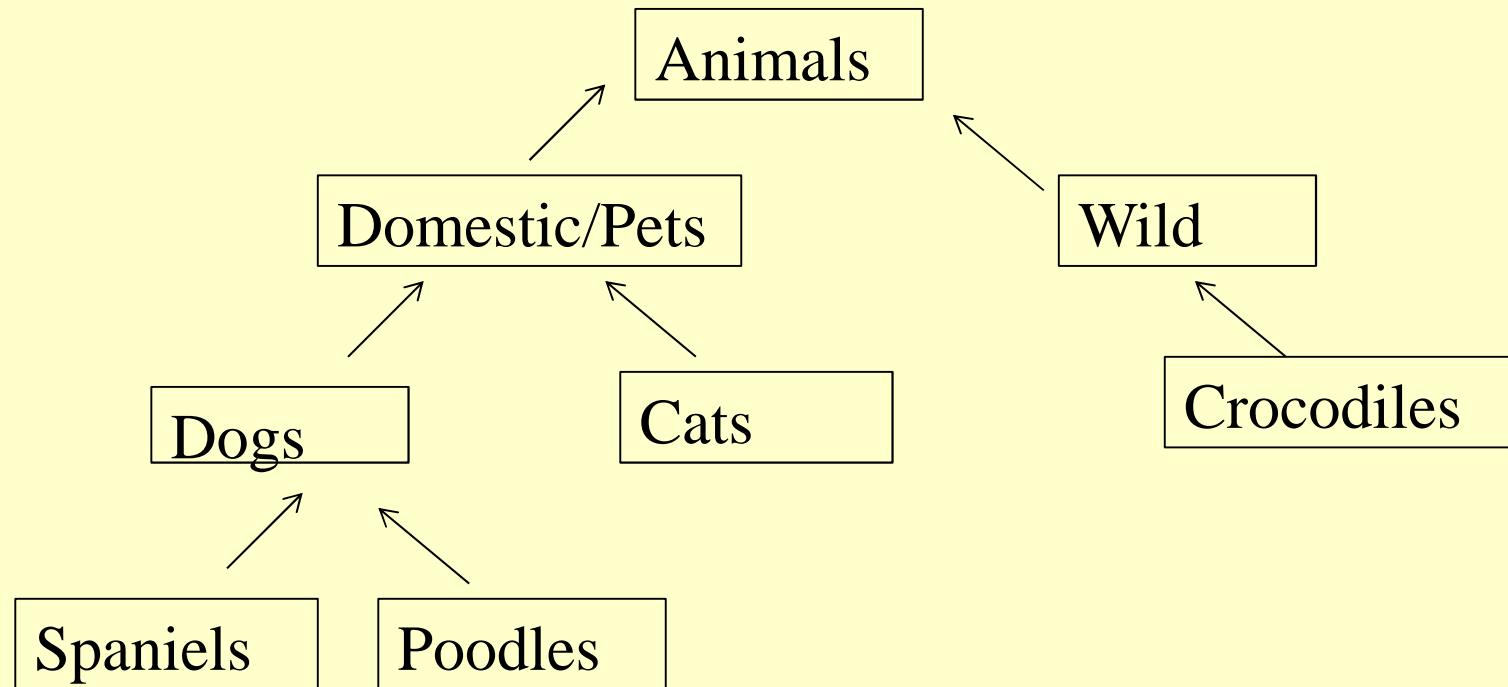 Animals
Domestic/Pets
Wild
Dogs
Cats
Crocodiles
Spaniels
Poodles